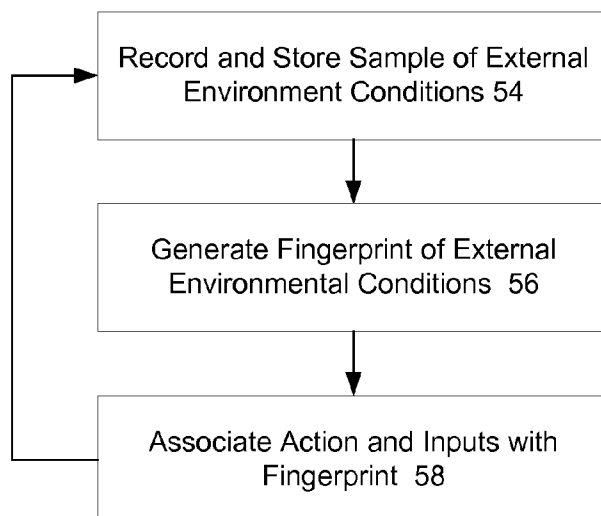 Record and Store Sample of External
Environment Conditions 54
Generate Fingerprint of External
Environmental Conditions 56
Associate Action and Inputs with
Fingerprint 58